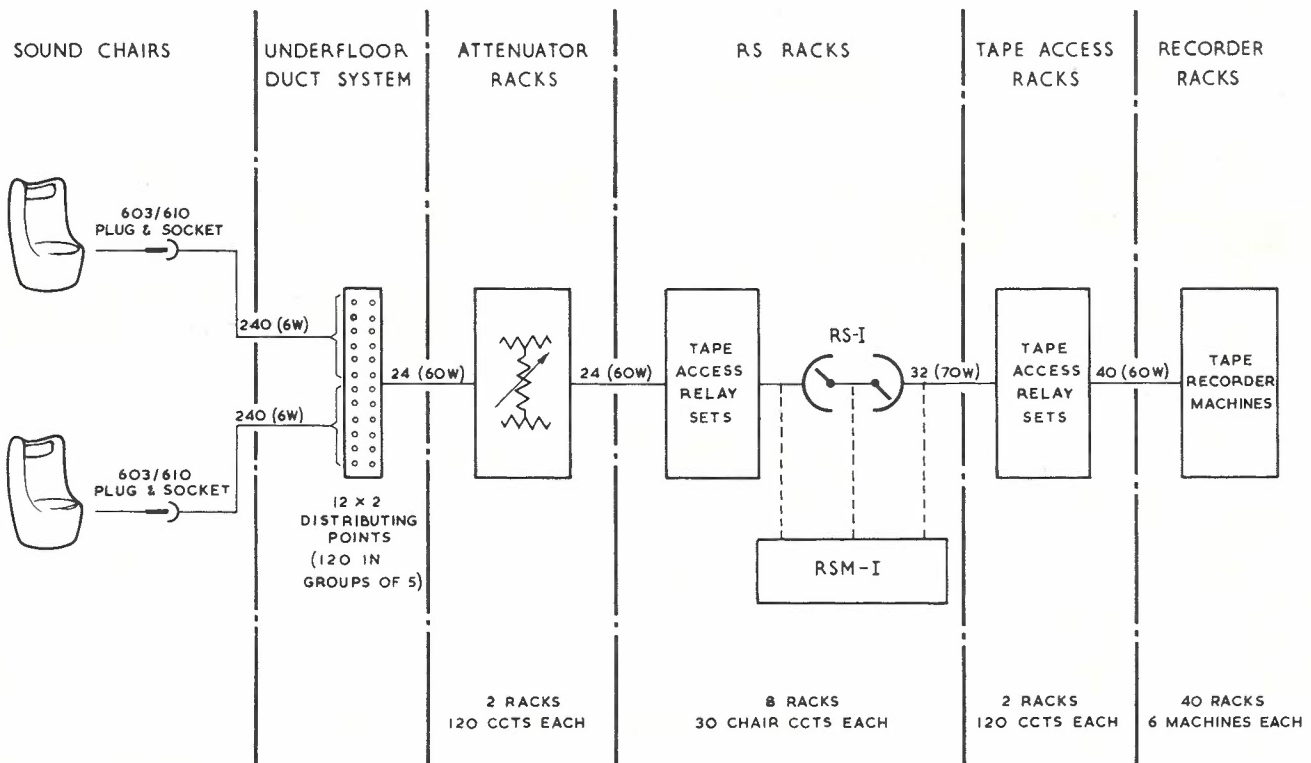 SOUND CHAIRS
UNDERFLOOR
DUCT SYSTEM
ATTENUATOR
RACKS
RS RACKS
TAPE ACCESS
RACKS
RECORDER
RACKS
603/610
PLUG & SOCKET
240 (6W)
240 (6W)
603/610
PLUG & SOCKET
12 X 2
DISTRIBUTING
POINTS
(120 IN
GROUPS OF 5)
24 (60W)
24 (60W)
TAPE
ACCESS
RELAY
SETS
RS-1
RSM-1
32 (70W)
TAPE
ACCESS
RELAY
SETS
40 (60W)
TAPE
RECORDER
MACHINES
2 RACKS
120 CCTS EACH
8 RACKS
30 CHAIR CCTS EACH
2 RACKS
120 CCTS EACH
40 RACKS
6 MACHINES EACH